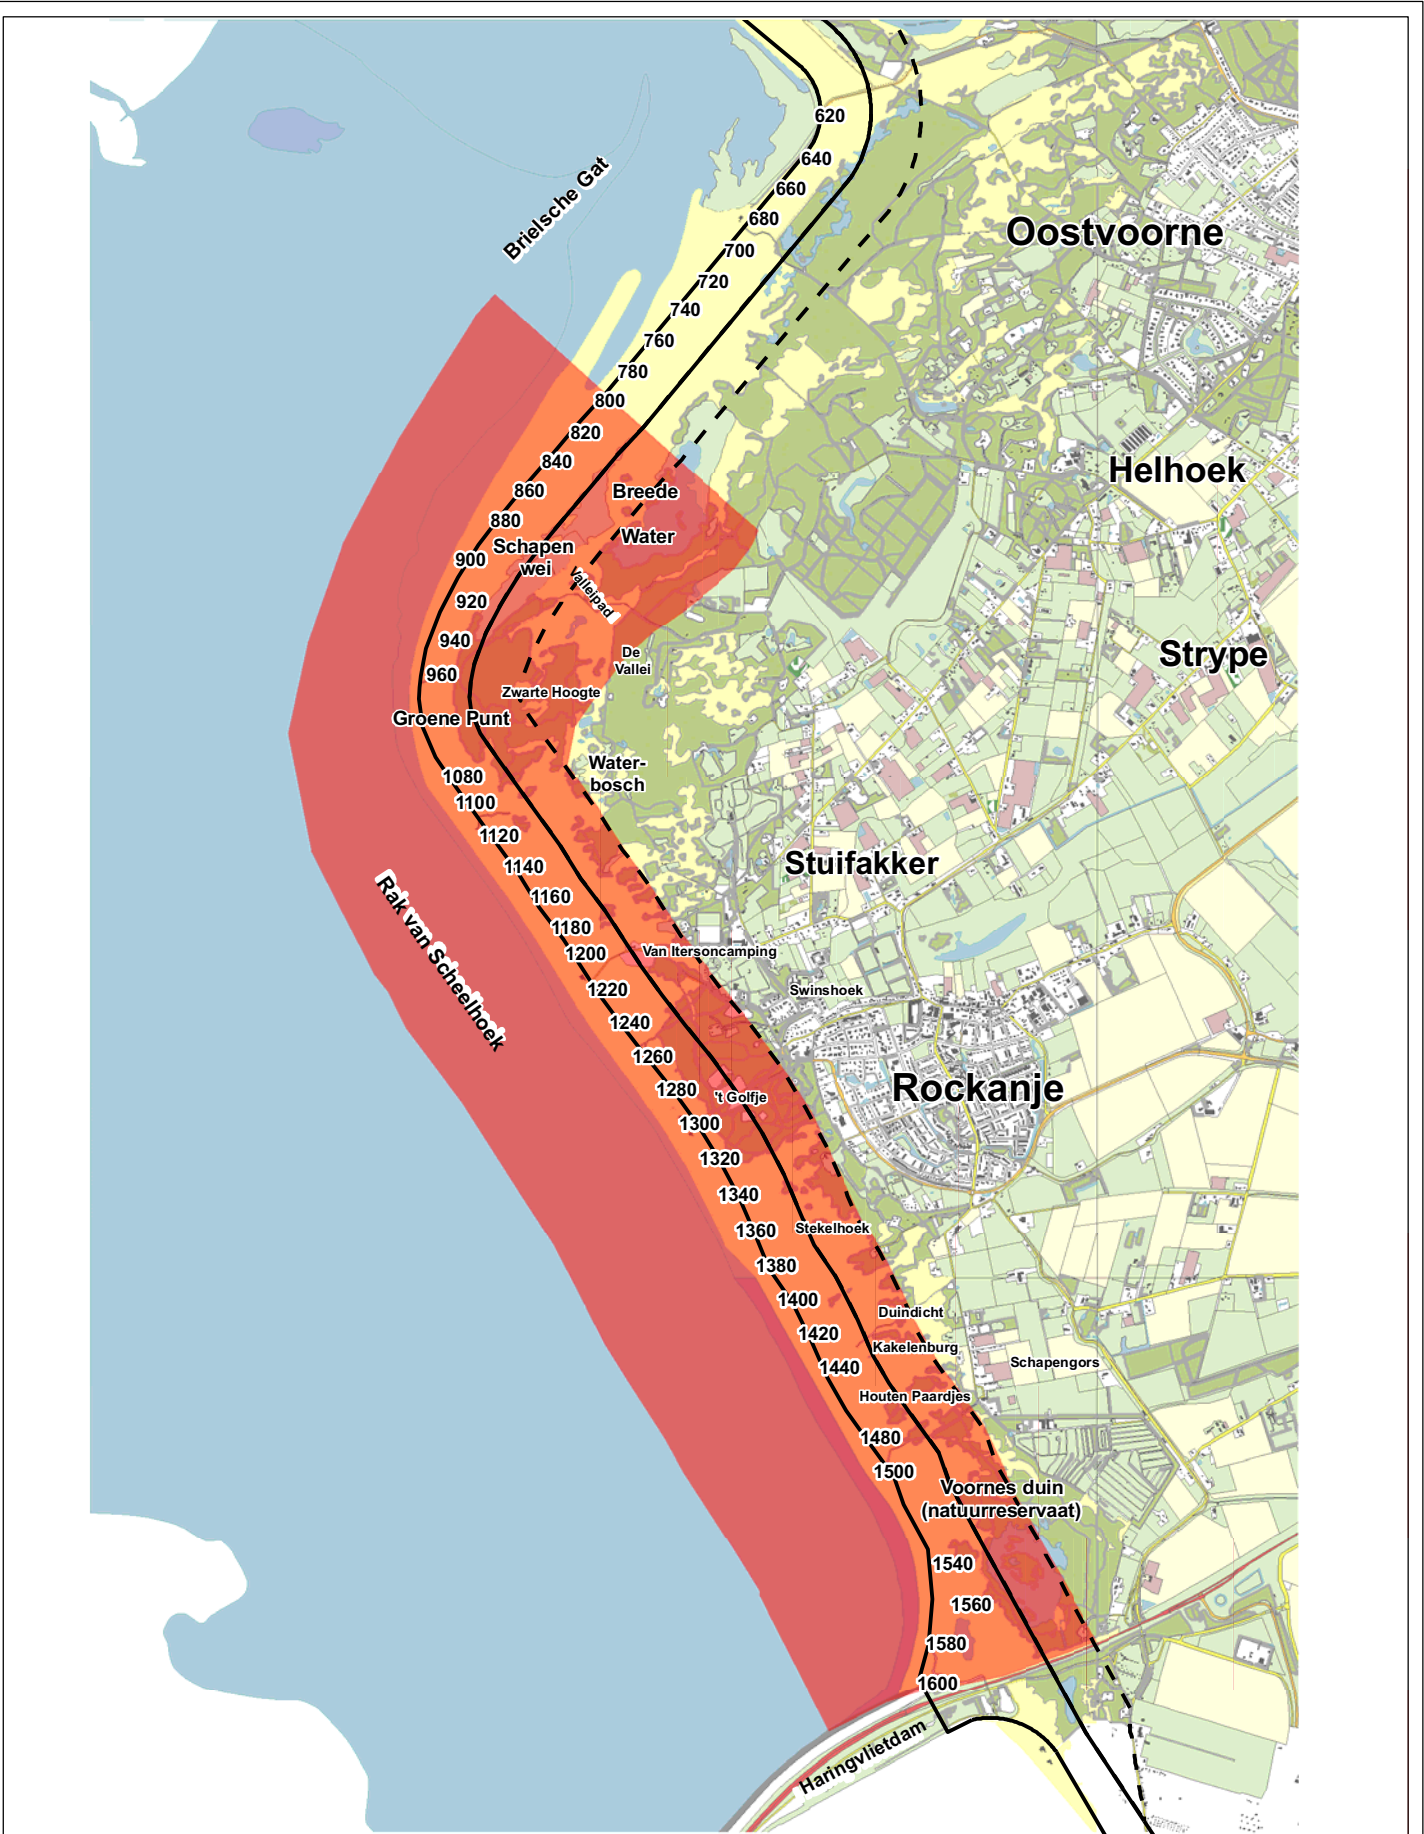 620
640
Brielsche Gat
660
680
Oostvoorne
700
720
740
760
780
800
820
840
Helhoek
860
Breede
880
Water
Schapen
wei
900
Valleipad
920
940
De
Vallei
Strype
960
Zwarte Hoogte
Groene Punt
Water-
bosch
1080
1100
1120
1140
Stuifakker
1160
Rak van Scheelhoek
1180
1200
Van Itersoncamping
1220
Swinshoek
1240
1260
1280
't Golfje
Rockanje
1300
1320
1340
1360
Stekelhoek
1380
1400
Duindicht
1420
Kakelenburg
1440
Schapengors
Houten Paardjes
1480
1500
Voornes duin
(natuurreservaat)
1540
1560
1580
1600
Haringvlietdam